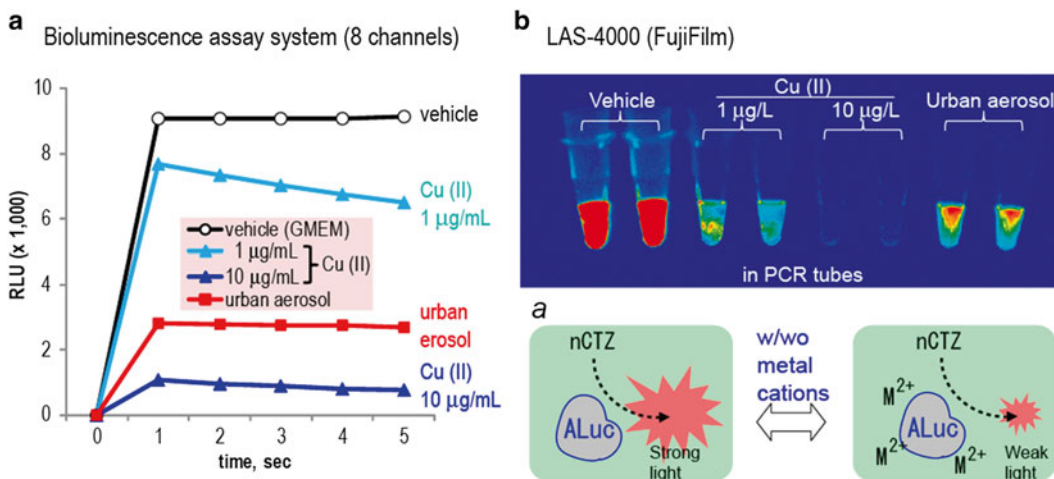 a Bioluminescence assay system (8 channels)
10
8
6
4
2
0
RLU (x 1,000)
0 1 2 3 4 5
time, sec
vehicle
Cu (II)
1 µg/mL
urban
erosol
Cu (II)
10 µg/mL
vehicle (GMEM)
1 µg/mL
10 µg/mL
Cu (II)
urban aerosol
b LAS-4000 (FujiFilm)
Cu (II)
Vehicle 1 µg/L 10 µg/L Urban aerosol
in PCR tubes
a
nCTZ
ALuc
Strong
light
w/wo
metal
cations
nCTZ
M2+
ALuc
M2+
M2+
Weak
light